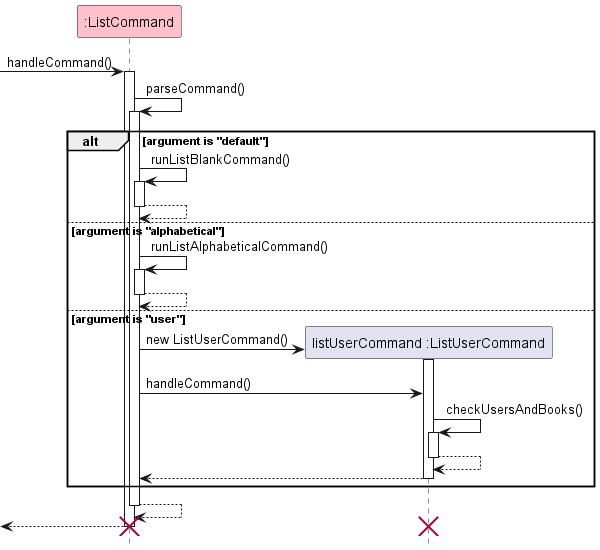 :ListCommand
handleCommand()
parseCommand()
alt
[argument is "default"]
runListBlankCommand()
[argument is "alphabetical"]
runListAlphabeticalCommand()
[argument is "user"]
new ListUserCommand()
listUserCommand :ListUserCommand
handleCommand()
checkUsersAndBooks()